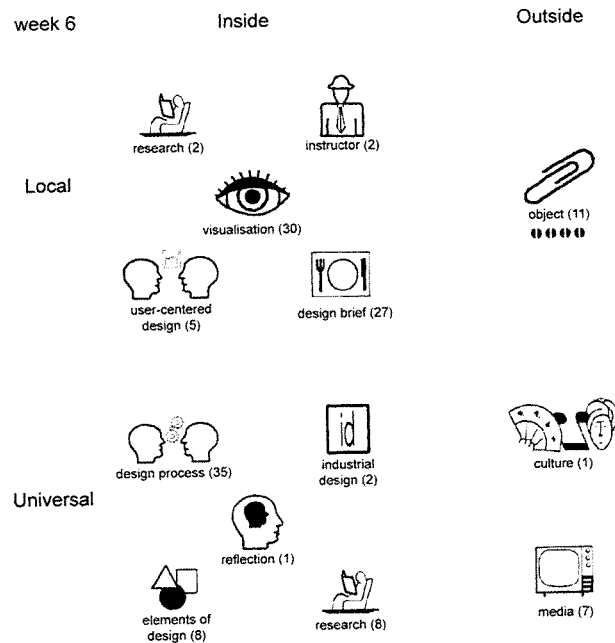 week 6
Inside
Outside
research (2)
instructor (2)
Local
visualisation (30)
object (11)
user-centered
design (5)
design brief (27)
id
design process (35)
industrial
design (2)
culture (1)
Universal
reflection (1)
elements of
design (8)
research (8)
media (7)